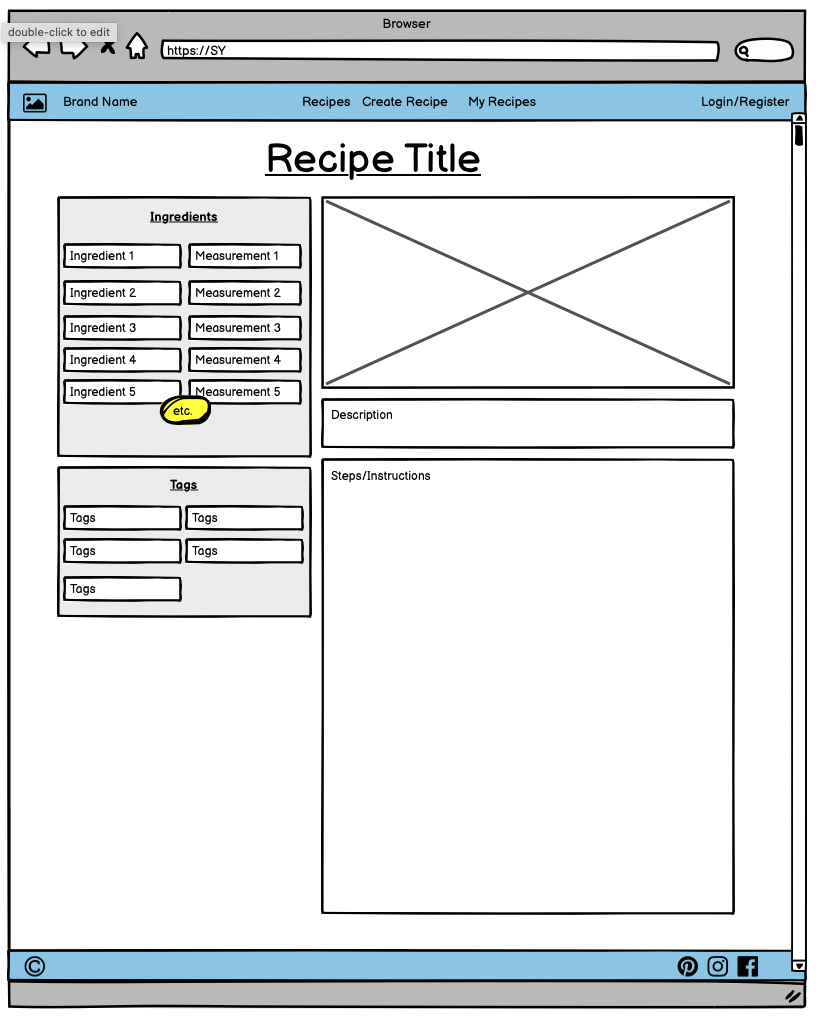 Browser
double-click to edit
https://SY
Brand Name Recipes Create Recipe My Recipes Login/Register
Recipe Title
Ingredients
Ingredient 1 Measurement 1
Ingredient 2 Measurement 2
Ingredient 3 Measurement 3
Ingredient 4 Measurement 4
Ingredient 5 Measurement 5
etc.
Tags
Tags Tags
Tags Tags
Tags
Description
Steps/Instructions
©